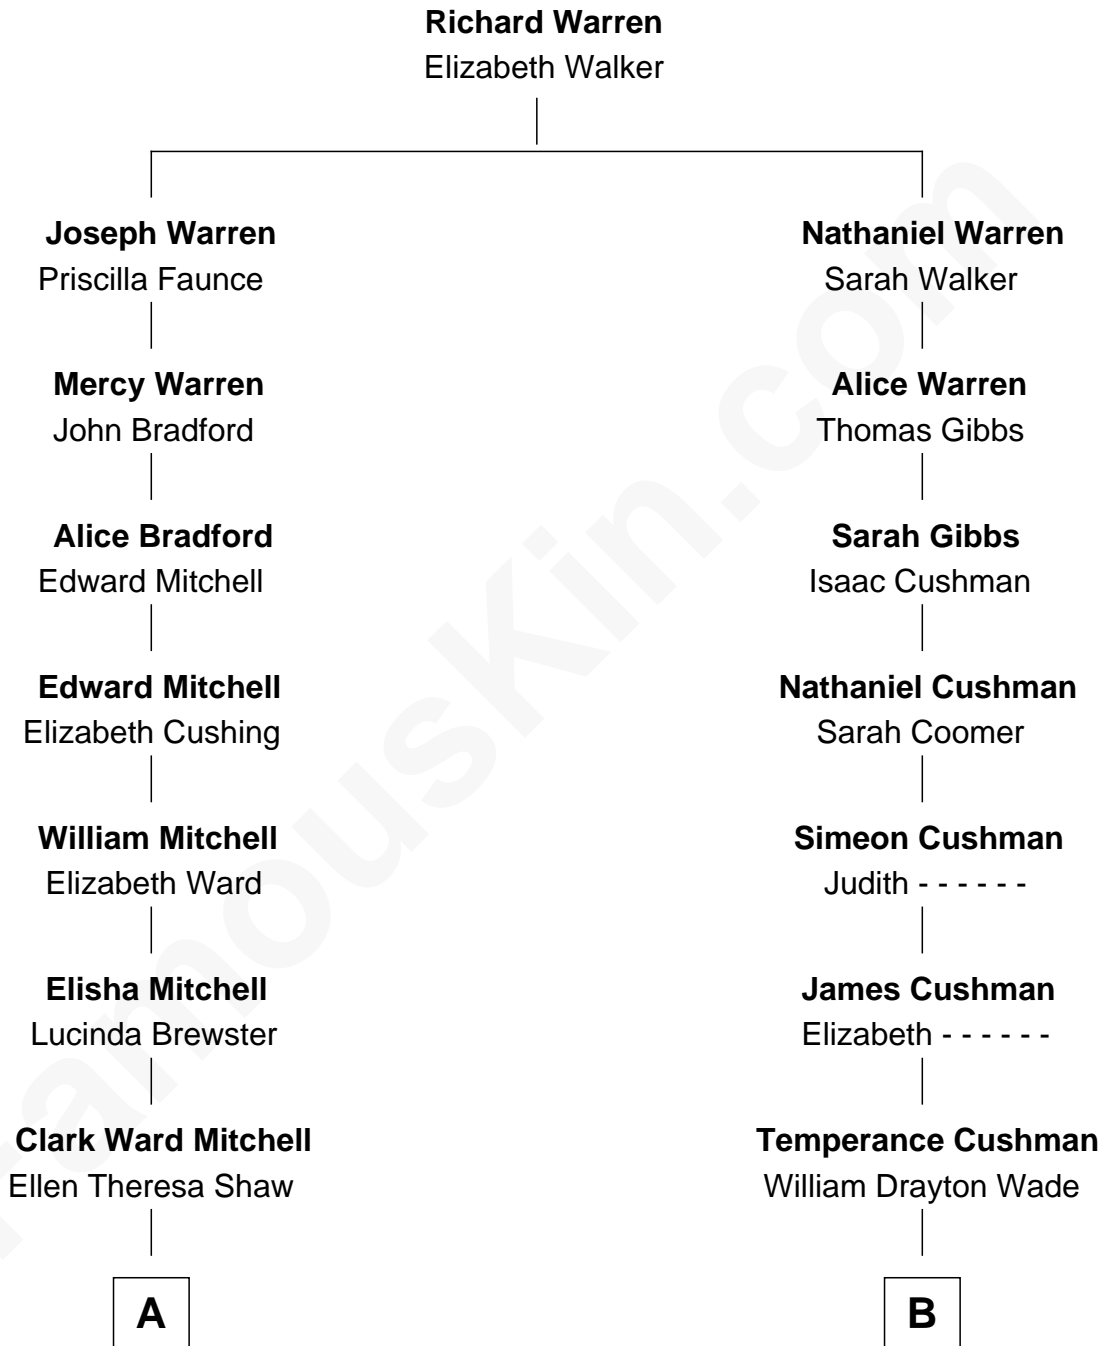 Richard Warren
Elizabeth Walker
Joseph Warren
Priscilla Faunce
Nathaniel Warren
Sarah Walker
Mercy Warren
John Bradford
Alice Warren
Thomas Gibbs
Alice Bradford
Edward Mitchell
Sarah Gibbs
Isaac Cushman
Edward Mitchell
Elizabeth Cushing
Nathaniel Cushman
Sarah Coomer
William Mitchell
Elizabeth Ward
Simeon Cushman
Judith - - - - - -
Elisha Mitchell
Lucinda Brewster
James Cushman
Elizabeth - - - - - -
Clark Ward Mitchell
Ellen Theresa Shaw
Temperance Cushman
William Drayton Wade
A
B
FamousKin.com